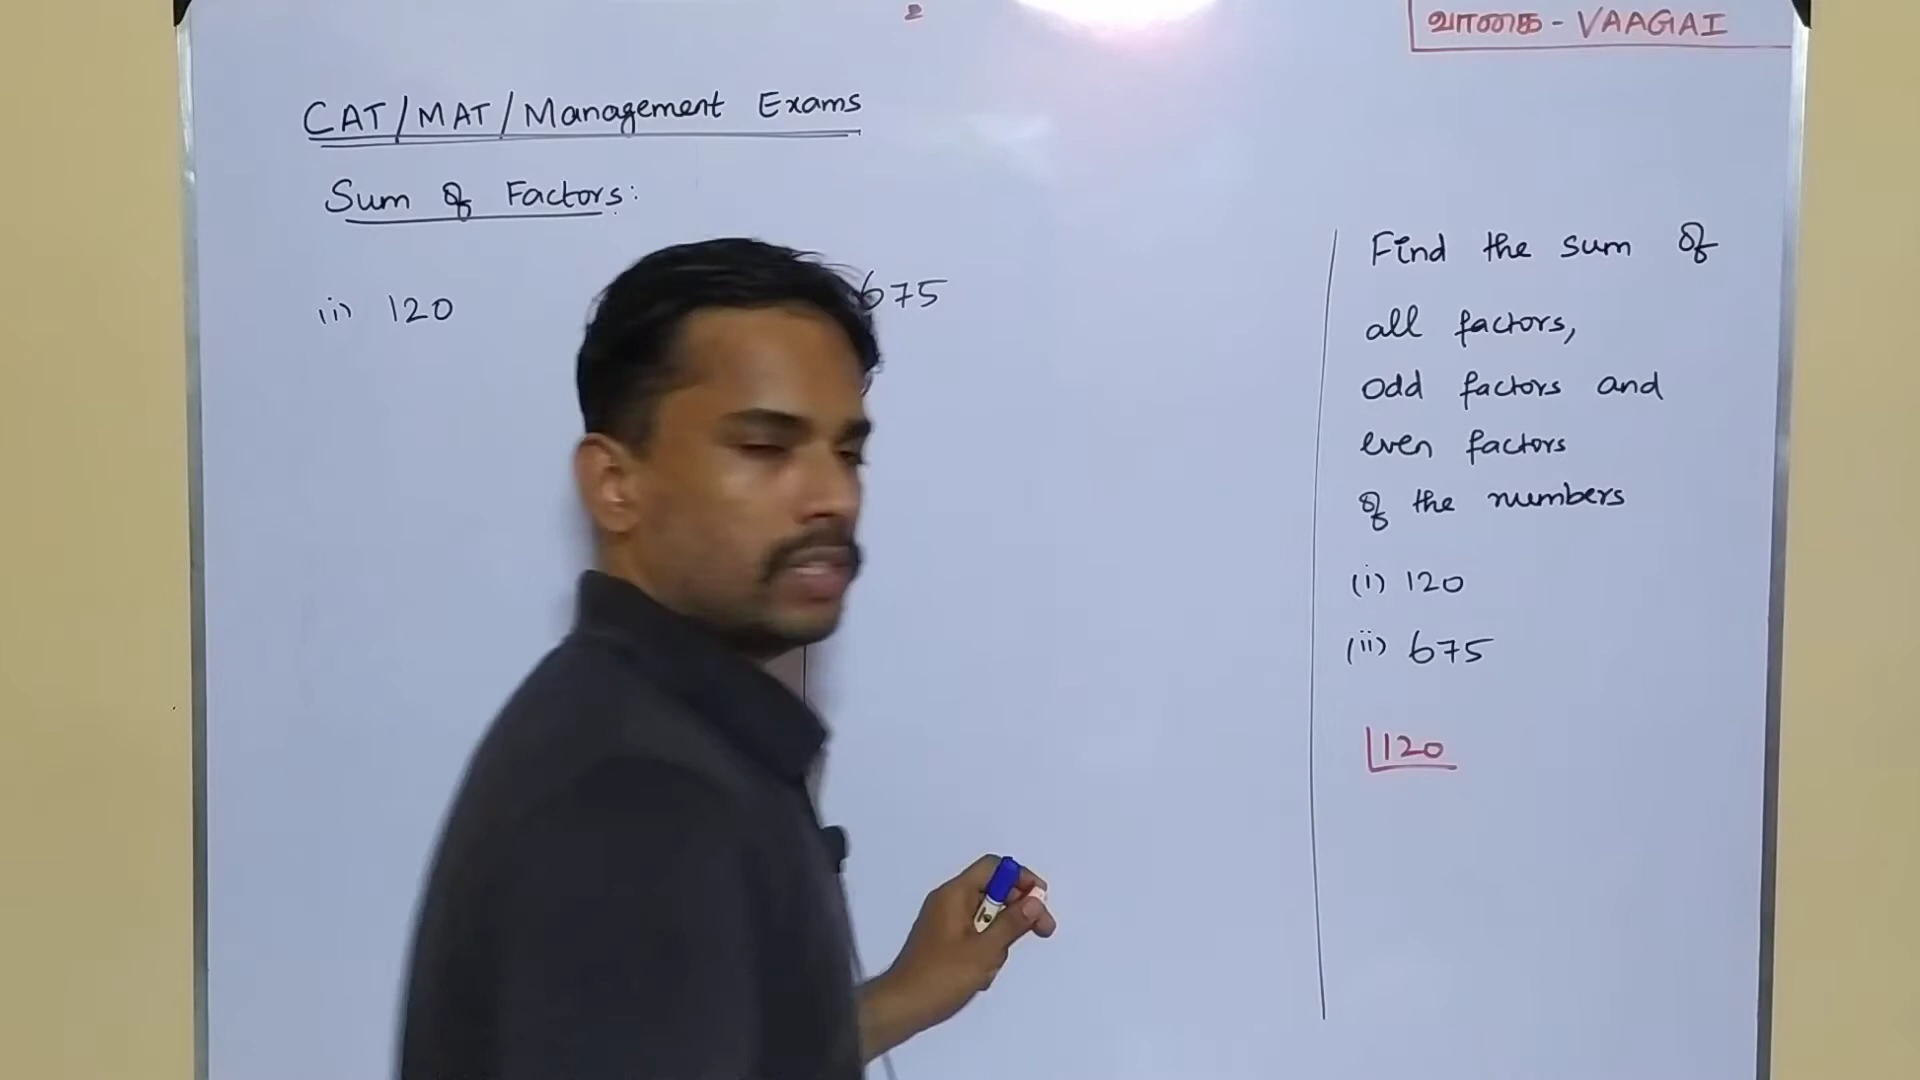 வாகை - VAAGAI
CAT/MAT/Management Exams
Sum of Factors:
(i) 120
675
Find the sum of
all factors,
odd factors and
even factors
of the numbers
(i) 120
(ii) 675
120